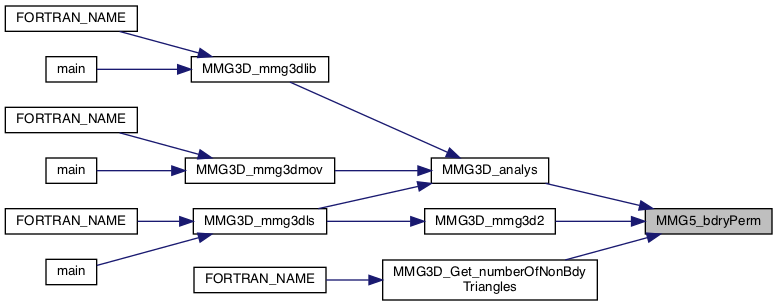 FORTRAN_NAME
main
MMG3D_mmg3dlib
FORTRAN_NAME
main
MMG3D_mmg3dmov
MMG3D_analys
FORTRAN_NAME
MMG3D_mmg3dls
MMG3D_mmg3d2
MMG5_bdryPerm
main
FORTRAN_NAME
MMG3D_Get_numberOfNonBdy
Triangles